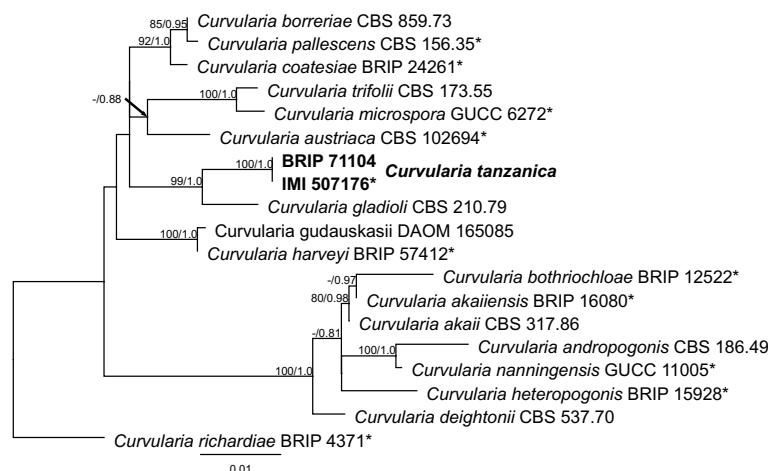 85/0.95
Curvularia borreriae CBS 859.73
92/1.0
Curvularia pallescens CBS 156.35*
Curvularia coatesiae BRIP 24261*
-/0.88
100/1.0
Curvularia trifolii CBS 173.55
Curvularia microspora GUCC 6272*
Curvularia austriaca CBS 102694*
100/1.0
BRIP 71104
IMI 507176*
Curvularia tanzanica
99/1.0
Curvularia gladioli CBS 210.79
100/1.0
Curvularia gudauskasii DAOM 165085
Curvularia harveyi BRIP 57412*
-/0.97
Curvularia bothriochloae BRIP 12522*
80/0.98
Curvularia akaiiensis BRIP 16080*
Curvularia akaii CBS 317.86
-/0.81
100/1.0
Curvularia andropogonis CBS 186.49
Curvularia nanningensis GUCC 11005*
100/1.0
Curvularia heteropogonis BRIP 15928*
Curvularia deightonii CBS 537.70
Curvularia richardiae BRIP 4371*
0.01